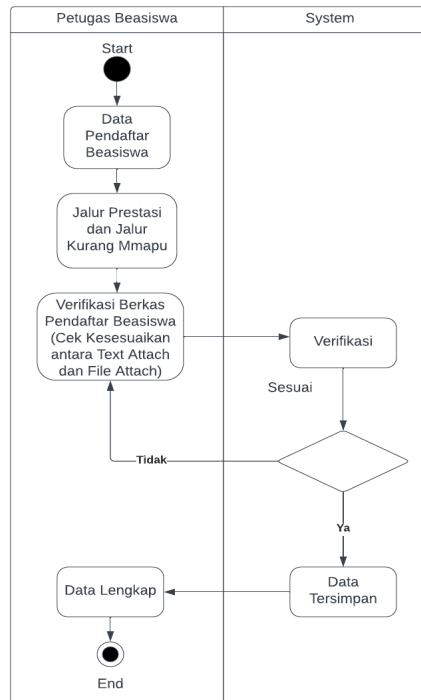 Petugas Beasiswa
System
Start
Data
Pendaftar
Beasiswa
Jalur Prestasi
dan Jalur
Kurang Mmapu
Verifikasi Berkas
Pendaftar Beasiswa
(Cek Kesesuaikan
antara Text Attach
dan File Attach)
Verifikasi
Sesuai
Tidak
Ya
Data Lengkap
Data
Tersimpan
End